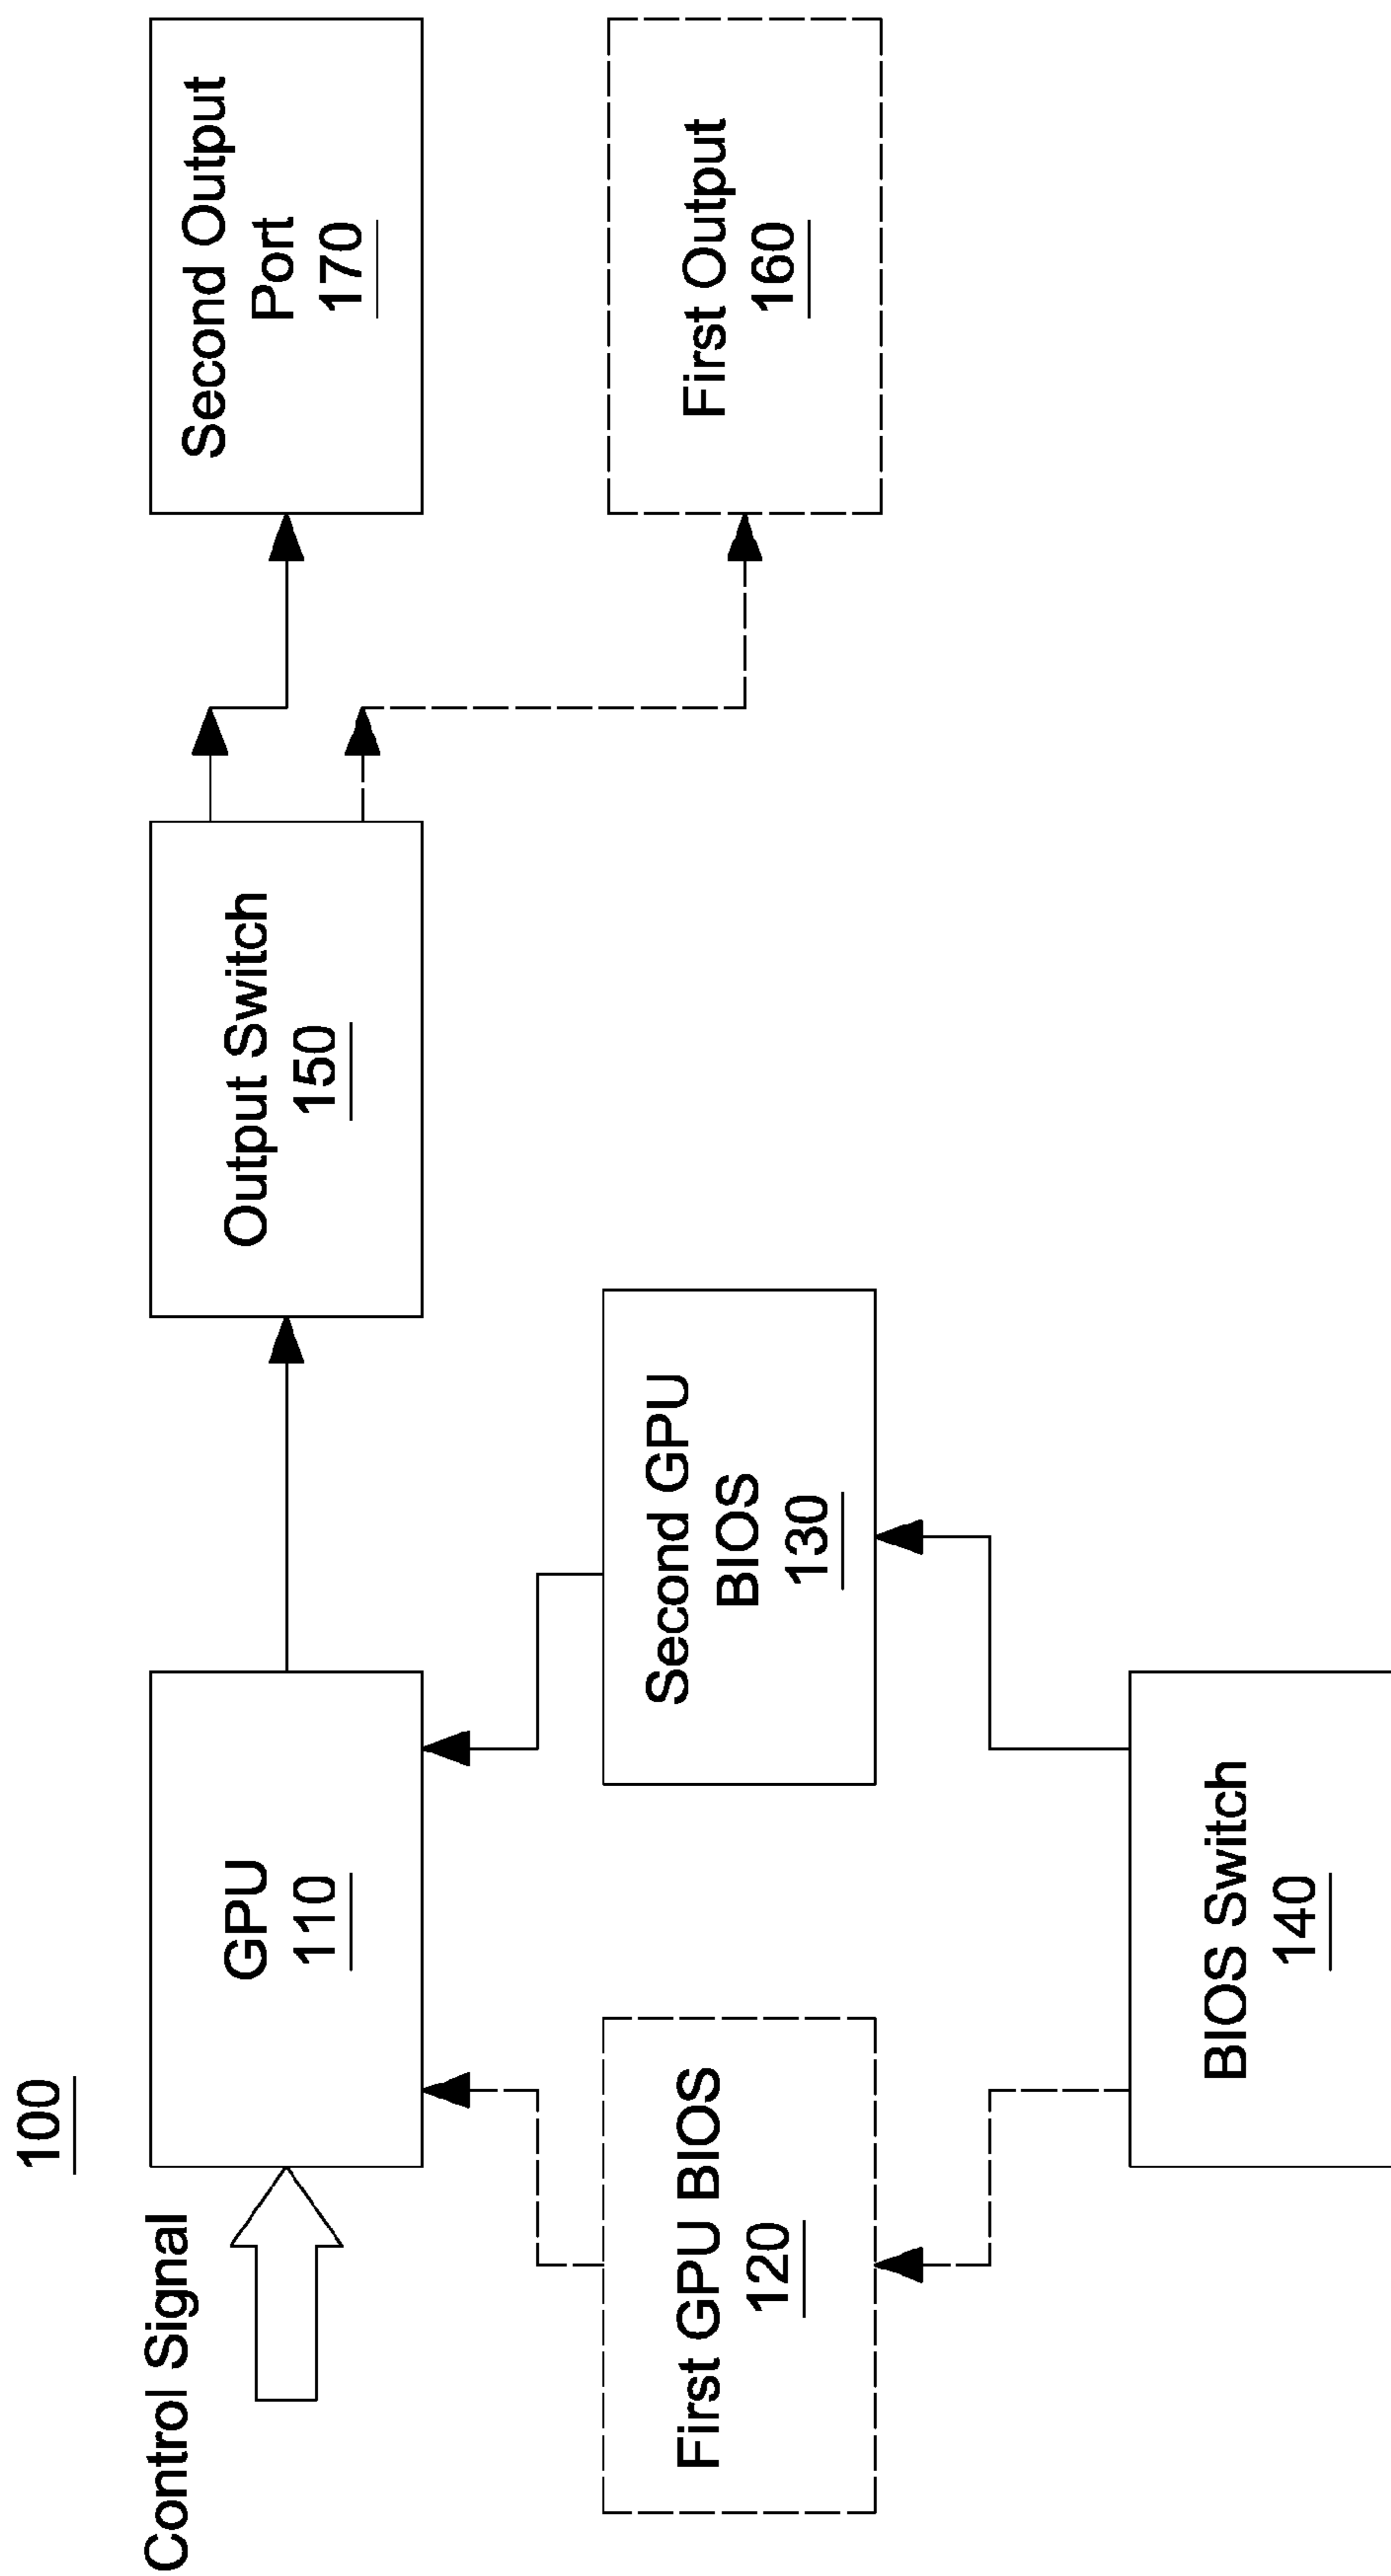 100
Control Signal
GPU
110
Output Switch
150
Second Output
Port
170
First GPU BIOS
120
Second GPU
BIOS
130
First Output
160
BIOS Switch
140